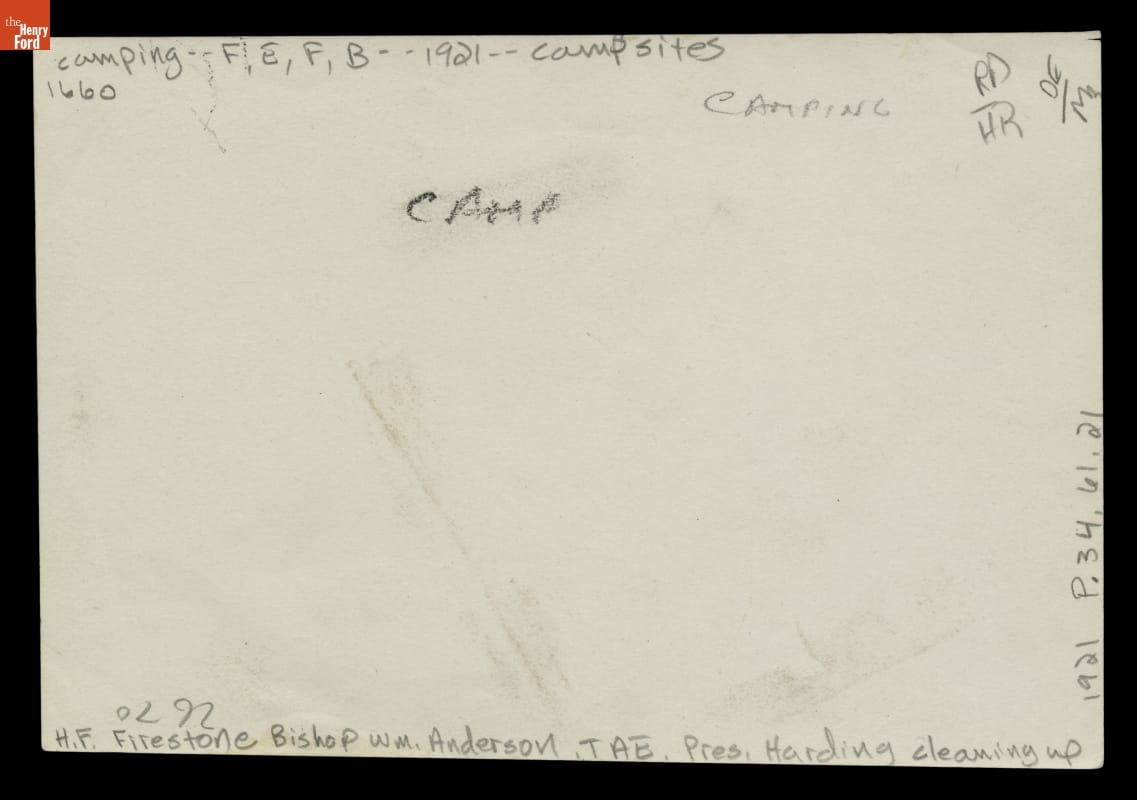 the
Henry
Ford
camping--F, E, F, B--1921--campsites
1660
CAMPING
RD
HR
CAMP
1921 P.34, 61.21
H.F. Firestone Bishop Wm. Anderson, TAE, Pres. Harding cleaning up